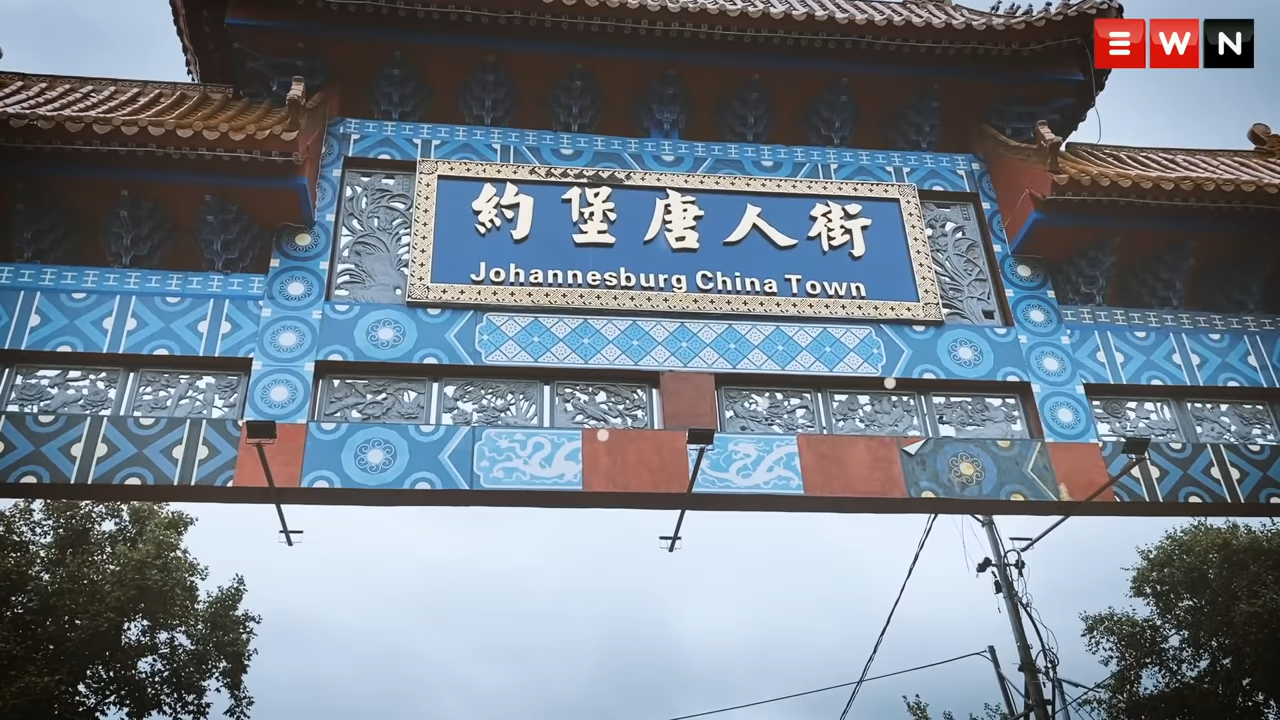 EWN
約堡唐人街
Johannesburg China Town